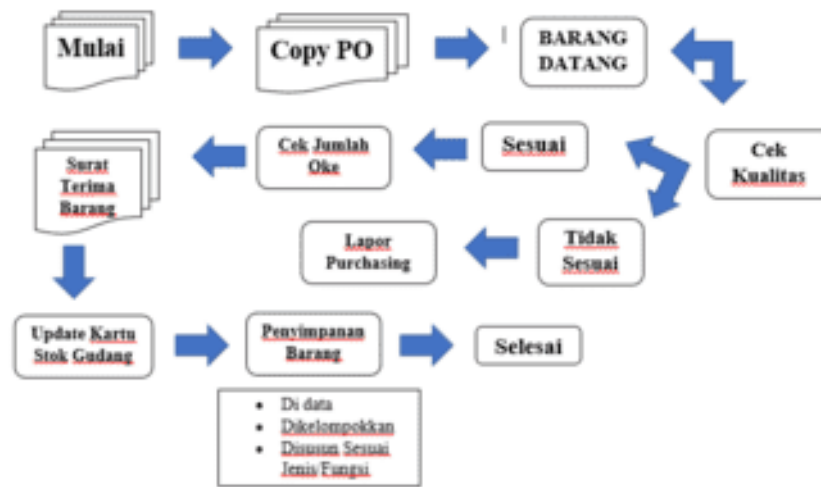 Mulai
Copy PO
BARANG
DATANG
Cek
Kualitas
Sesuai
Cek Jumlah
Oke
Surat
Terima
Barang
Tidak
Sesuai
Lapor
Purchasing
Update Kartu
Stok Gudang
Penyimpanan
Barang
Selesai
• Di data
• Dikelompokkan
• Disusun Sesuai
Jenis/Fungsi